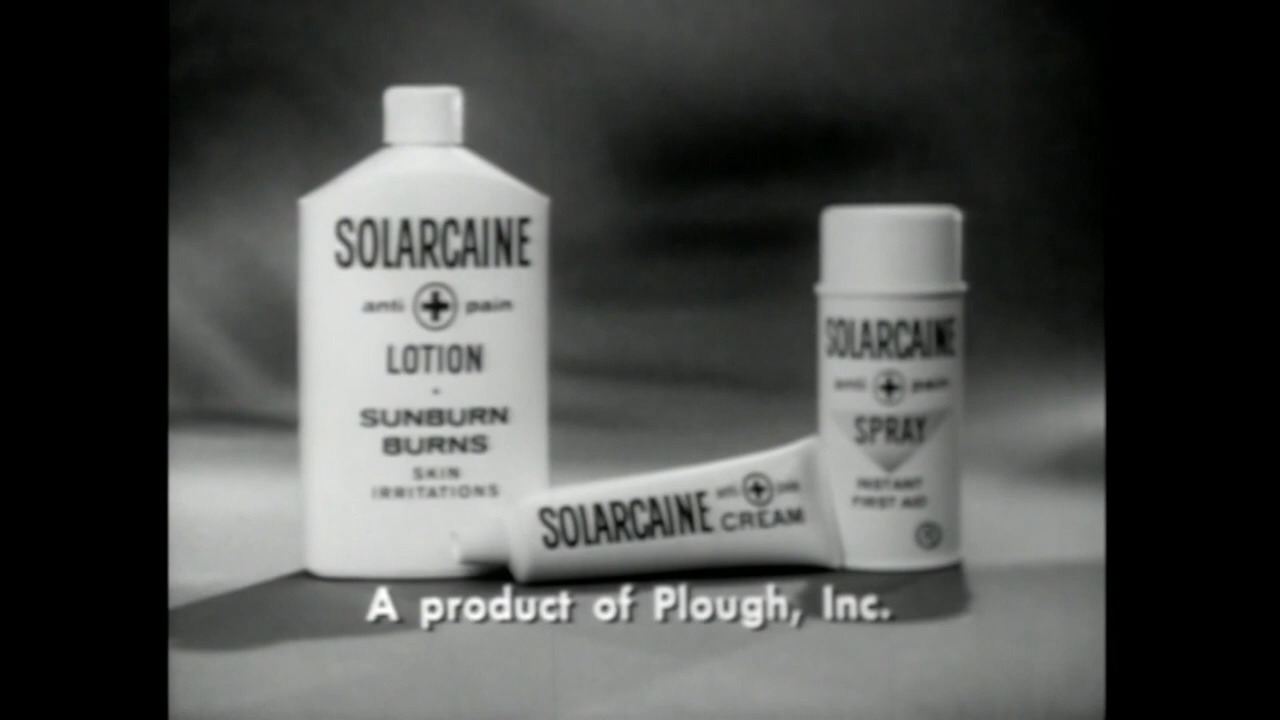 SOLARCAINE
anti pain
LOTION
SUNBURN
BURNS
SKIN
IRRITATIONS
SOLARCAINE
anti pain
CREAM
SOLARCAINE
anti pain
SPRAY
INSTANT
FIRST AID
A product of Plough, Inc.